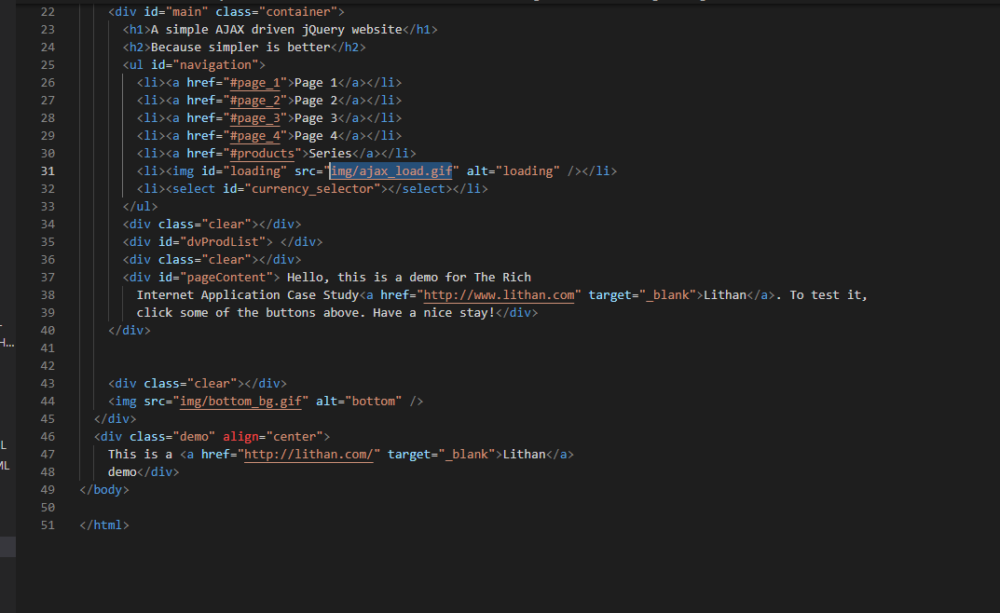 22 <div id="main" class="container">
23 <h1>A simple AJAX driven jQuery website</h1>
24 <h2>Because simpler is better</h2>
25 <ul id="navigation">
26 <li><a href="#page_1">Page 1</a></li>
27 <li><a href="#page_2">Page 2</a></li>
28 <li><a href="#page_3">Page 3</a></li>
29 <li><a href="#page_4">Page 4</a></li>
30 <li><a href="#products">Series</a></li>
31 <li><img id="loading" src="img/ajax_load.gif" alt="loading" /></li>
32 <li><select id="currency_selector"></select></li>
33 </ul>
34 <div class="clear"></div>
35 <div id="dvProdList"> </div>
36 <div class="clear"></div>
37 <div id="pageContent"> Hello, this is a demo for The Rich
38 Internet Application Case Study<a href="http://www.lithan.com" target="_blank">Lithan</a>. To test it,
39 click some of the buttons above. Have a nice stay!</div>
40 </div>
41
42
43 <div class="clear"></div>
44 <img src="img/bottom_bg.gif" alt="bottom" />
45 </div>
46 <div class="demo" align="center">
47 This is a <a href="http://lithan.com/" target="_blank">Lithan</a>
48 demo</div>
49 </body>
50
51 </html>